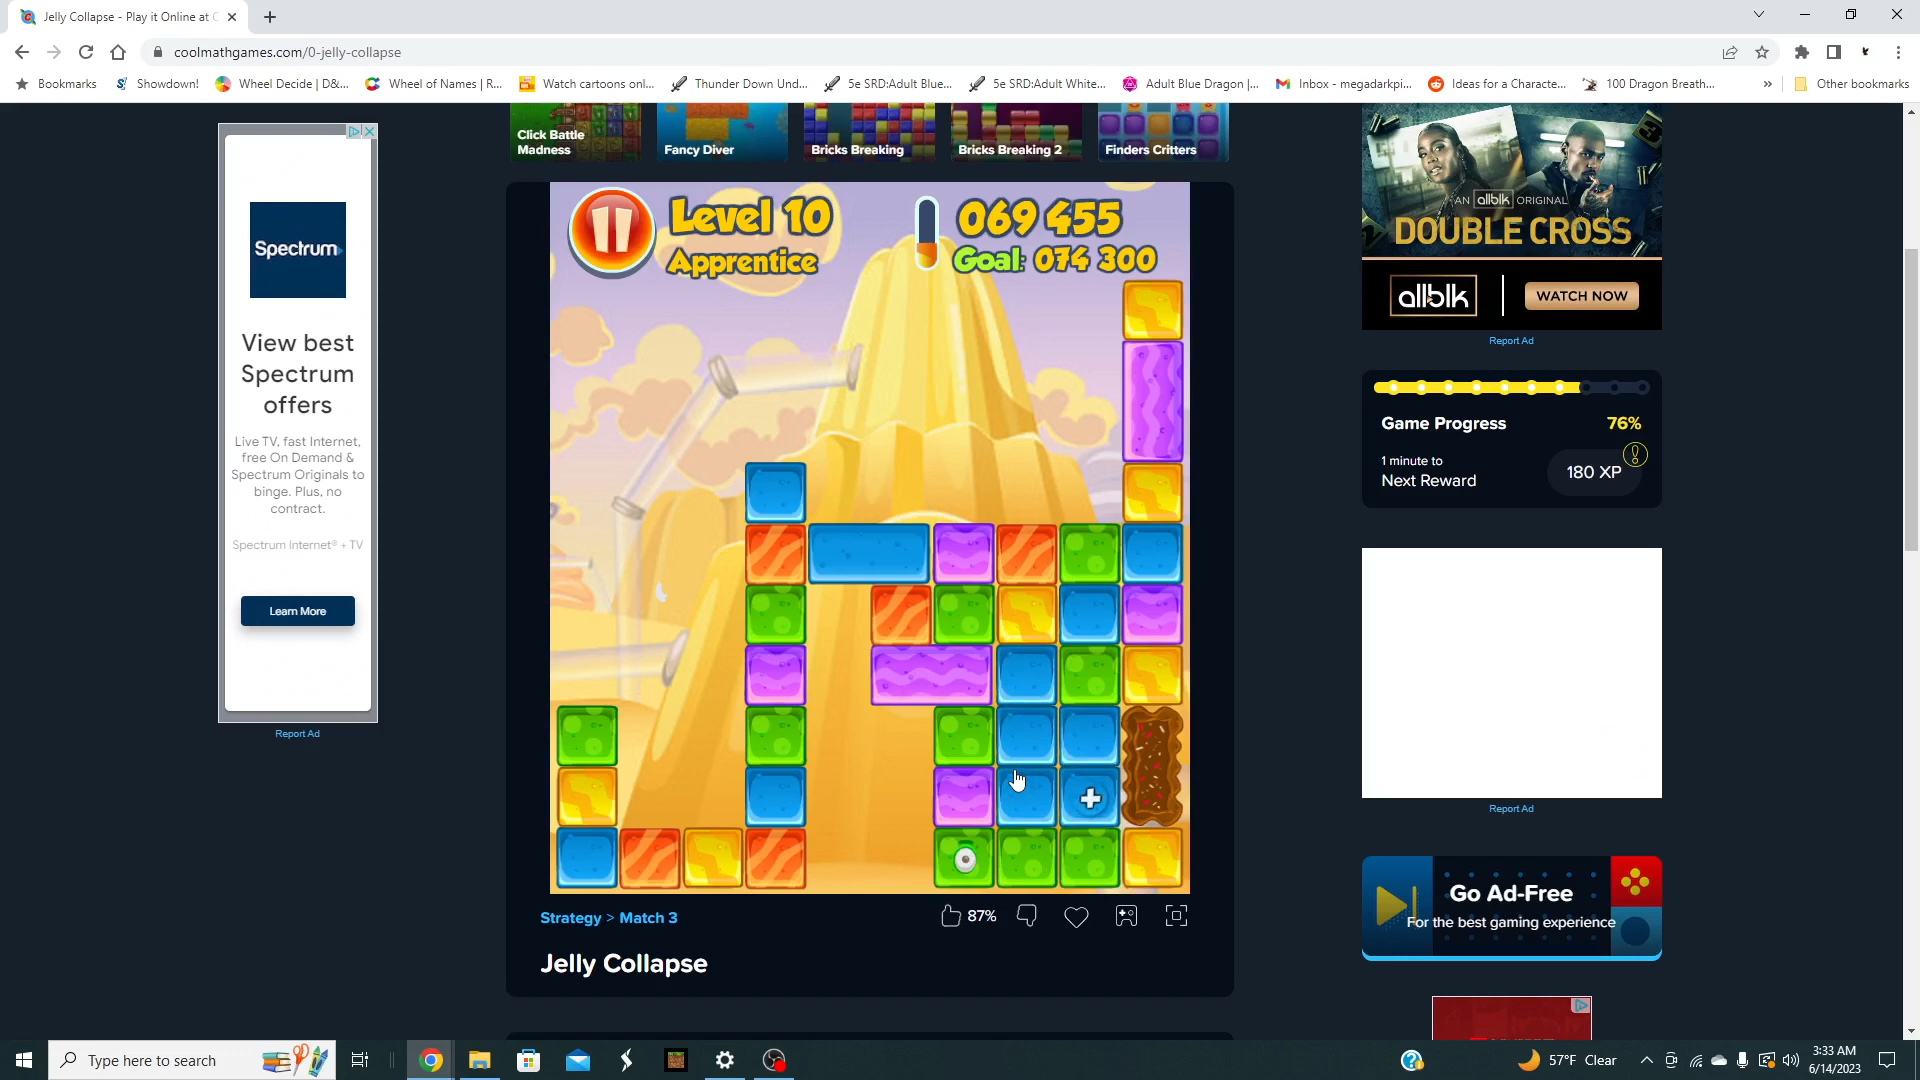 Jelly Collapse - Play it Online at C
coolmathgames.com/0-jelly-collapse
Bookmarks
Showdown!
Wheel Decide | D&...
Wheel of Names | R...
Watch cartoons onl...
Thunder Down Und...
5e SRD:Adult Blue...
5e SRD:Adult White...
Adult Blue Dragon |...
Inbox - megadarkpi...
Ideas for a Characte...
100 Dragon Breath...
»
Other bookmarks
Click Battle
Madness
Fancy Diver
Bricks Breaking
Bricks Breaking 2
Finders Critters
Level 10
Apprentice
069 455
Goal: 074 300
Spectrum
View best
Spectrum
offers
Live TV, fast Internet,
free On Demand &
Spectrum Originals to
binge. Plus, no
contract.
Spectrum Internet® + TV
Learn More
Report Ad
AN allblk ORIGINAL
DOUBLE CROSS
allblk
WATCH NOW
Report Ad
Game Progress
76%
1 minute to
Next Reward
180 XP
Report Ad
Go Ad-Free
For the best gaming experience
Strategy > Match 3
87%
Jelly Collapse
Type here to search
57°F Clear
3:33 AM
6/14/2023